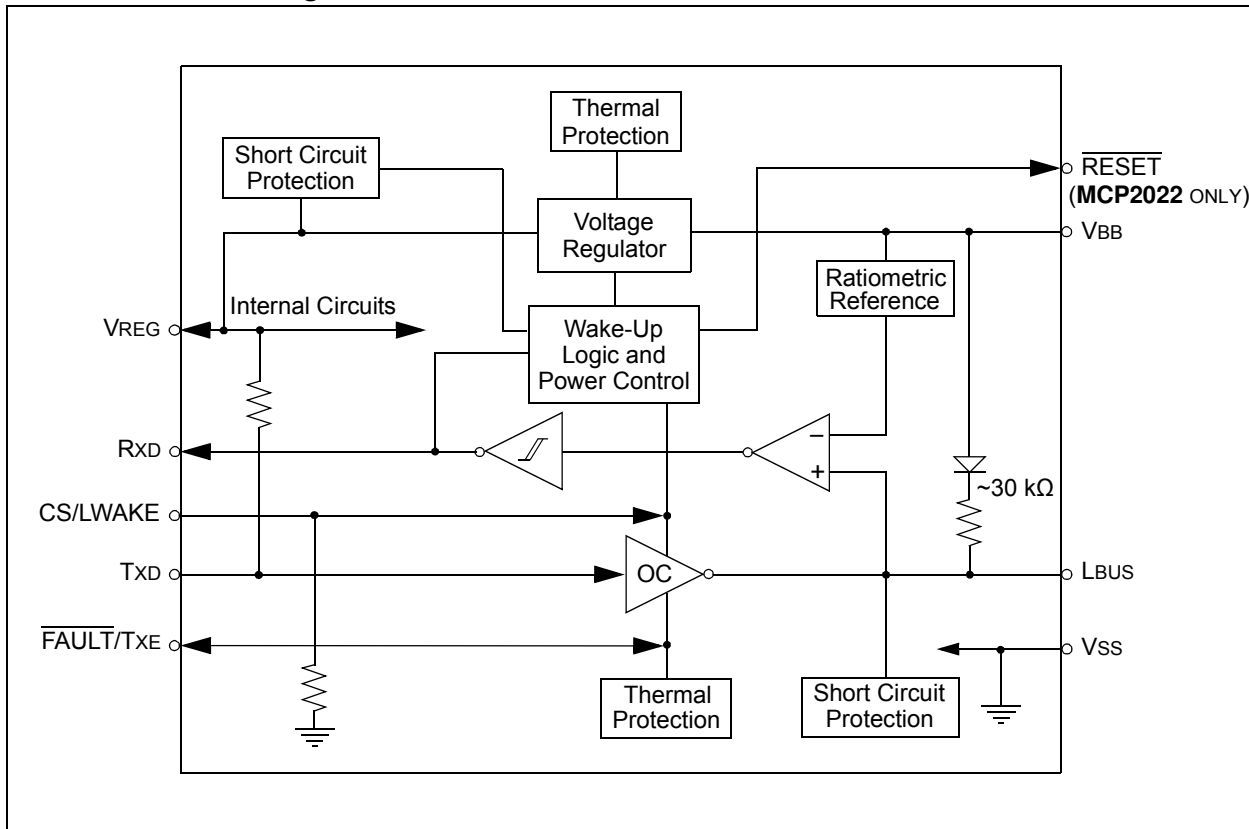 Thermal
Protection
Short Circuit
Protection
RESET
(MCP2022 ONLY)
Voltage
Regulator
VBB
Ratiometric
Reference
Internal Circuits
VREG
Wake-Up
Logic and
Power Control
RXD
–
+
~30 kΩ
CS/LWAKE
TXD
OC
LBUS
FAULT/TXE
VSS
Thermal
Protection
Short Circuit
Protection